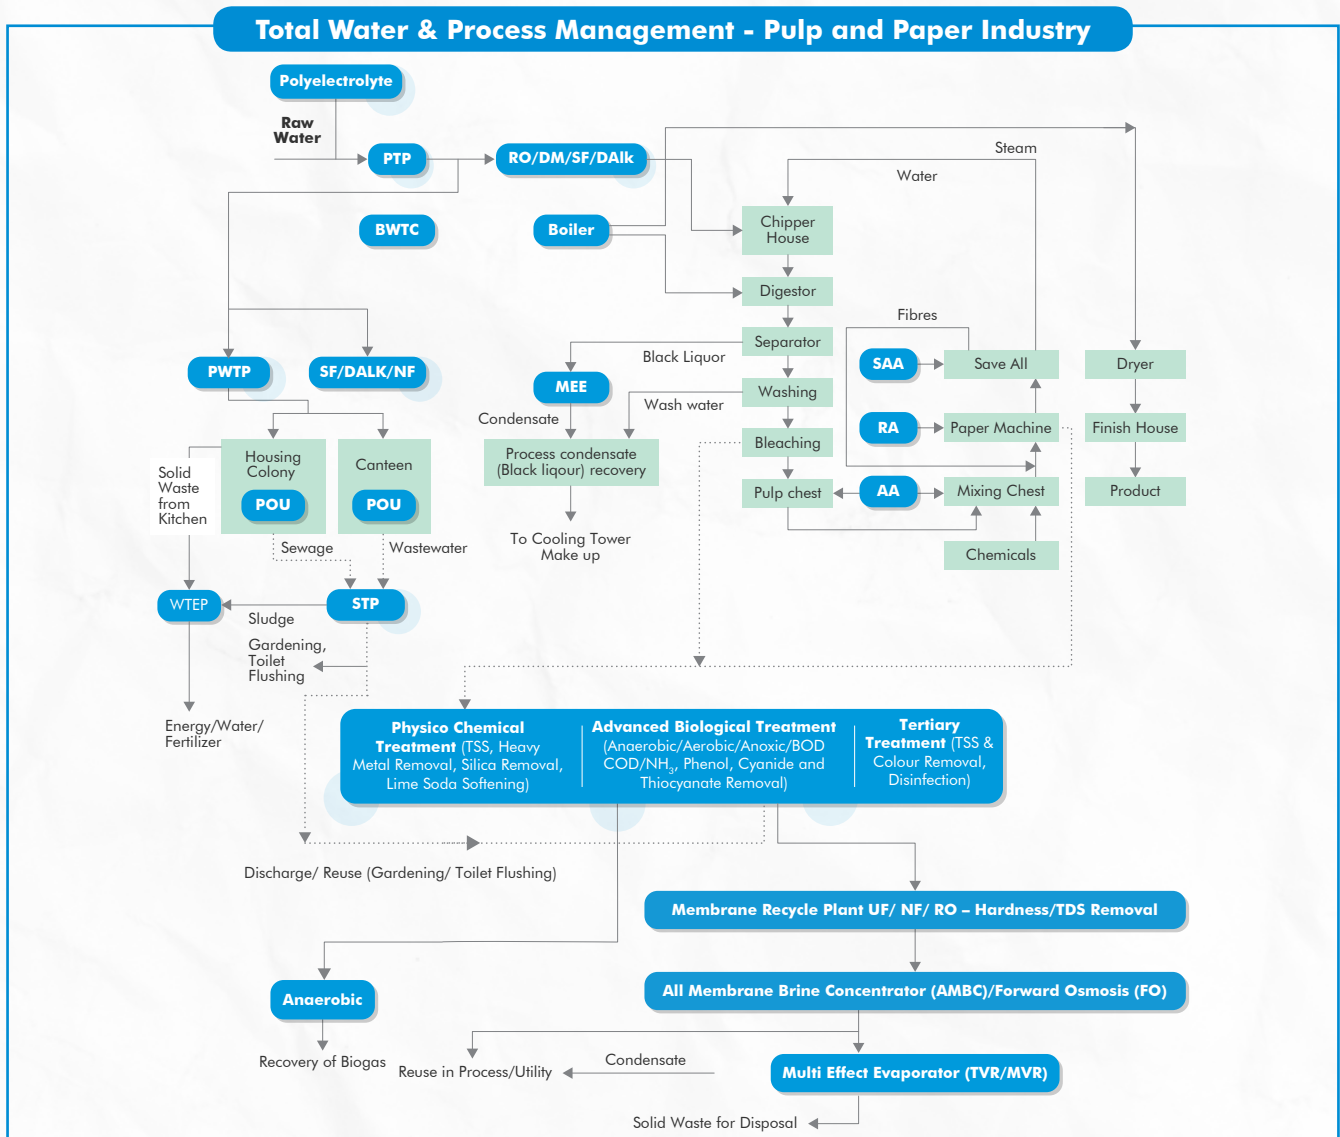 Total Water & Process Management - Pulp and Paper Industry
Polyelectrolyte
Raw
Water
PTP
RO/DM/SF/DAlk
Steam
Water
BWTC
Boiler
Chipper
House
Digestor
Fibres
Separator
Black Liquor
SAA
Save All
Dryer
PWTP
SF/DALK/NF
MEE
Washing
Wash water
Condensate
RA
Paper Machine
Finish House
Bleaching
Housing
Colony
Canteen
Process condensate
(Black liqour) recovery
Solid
Waste
from
Kitchen
POU
POU
Pulp chest
AA
Mixing Chest
Product
To Cooling Tower
Make up
Chemicals
Sewage
Wastewater
WTEP
STP
Sludge
Gardening,
Toilet
Flushing
Energy/Water/
Fertilizer
Physico Chemical
Treatment (TSS, Heavy
Metal Removal, Silica Removal,
Lime Soda Softening)
Advanced Biological Treatment
(Anaerobic/Aerobic/Anoxic/BOD
COD/NH3, Phenol, Cyanide and
Thiocyanate Removal)
Tertiary
Treatment (TSS &
Colour Removal,
Disinfection)
Discharge/ Reuse (Gardening/ Toilet Flushing)
Membrane Recycle Plant UF/ NF/ RO – Hardness/TDS Removal
All Membrane Brine Concentrator (AMBC)/Forward Osmosis (FO)
Anaerobic
Recovery of Biogas
Reuse in Process/Utility
Condensate
Multi Effect Evaporator (TVR/MVR)
Solid Waste for Disposal